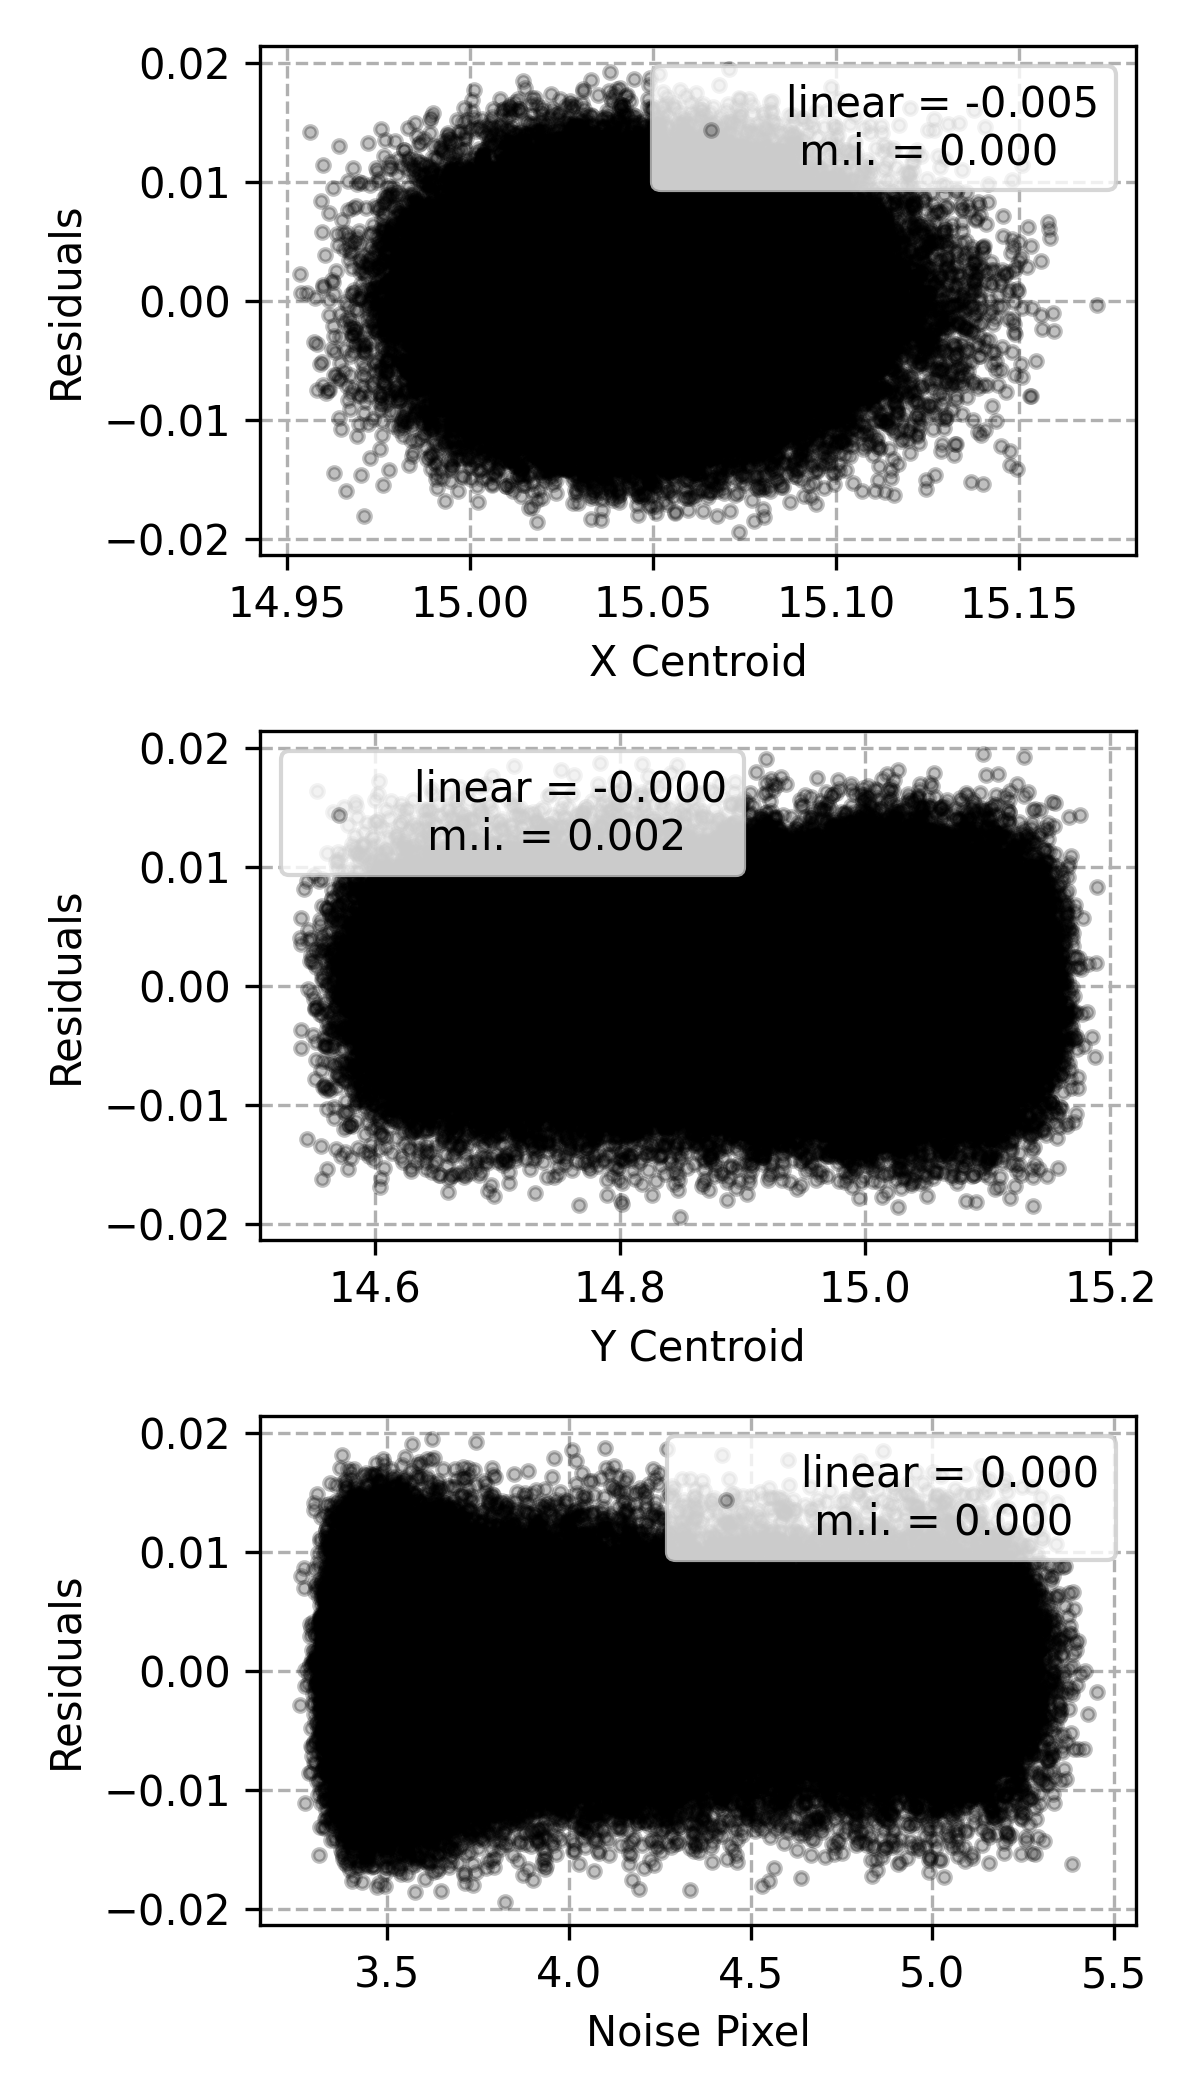 0.02
0.01
0.00
−0.01
−0.02
Residuals
linear = -0.005
m.i. = 0.000
14.95 15.00 15.05 15.10 15.15
X Centroid
0.02
0.01
0.00
−0.01
−0.02
Residuals
linear = -0.000
m.i. = 0.002
14.6 14.8 15.0 15.2
Y Centroid
0.02
0.01
0.00
−0.01
−0.02
Residuals
linear = 0.000
m.i. = 0.000
3.5 4.0 4.5 5.0 5.5
Noise Pixel